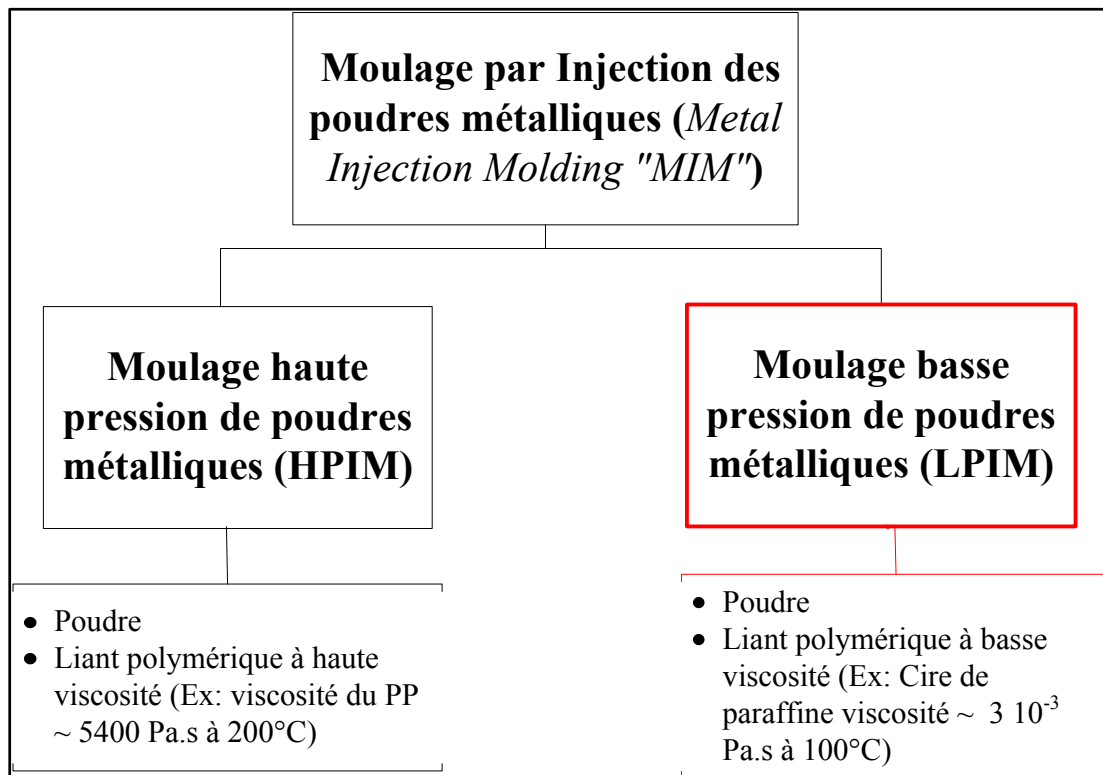 Moulage par Injection des
poudres métalliques (Metal
Injection Molding "MIM")
Moulage haute
pression de poudres
métalliques (HPIM)
Moulage basse
pression de poudres
métalliques (LPIM)
• Poudre
• Liant polymérique à haute
viscosité (Ex: viscosité du PP
~ 5400 Pa.s à 200°C)
• Poudre
• Liant polymérique à basse
viscosité (Ex: Cire de
paraffine viscosité ~ 3 10⁻³
Pa.s à 100°C)